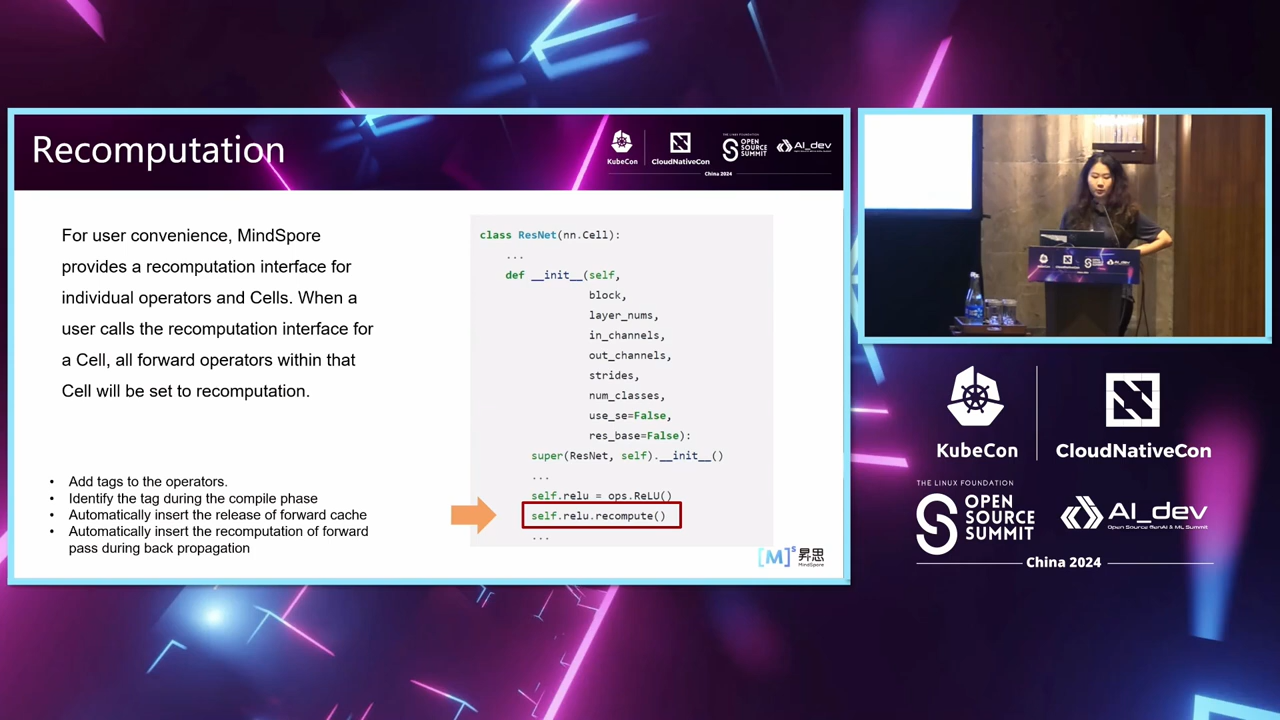 Recomputation
KubeCon
CloudNativeCon
THE LINUX FOUNDATION
OPEN SOURCE SUMMIT
AI_dev
China 2024
For user convenience, MindSpore
provides a recomputation interface for
individual operators and Cells. When a
user calls the recomputation interface for
a Cell, all forward operators within that
Cell will be set to recomputation.
• Add tags to the operators.
• Identify the tag during the compile phase
• Automatically insert the release of forward cache
• Automatically insert the recomputation of forward
pass during back propagation
class ResNet(nn.Cell):
...
def __init__(self,
block,
layer_nums,
in_channels,
out_channels,
strides,
num_classes,
use_se=False,
res_base=False):
super(ResNet, self).__init__()
...
self.relu = ops.ReLU()
self.relu.recompute()
...
[M]s 昇思
MindSpore
KubeCon
CloudNativeCon
THE LINUX FOUNDATION
OPEN
SOURCE
SUMMIT
AI_dev
Open Source GenAI & ML Summit
China 2024